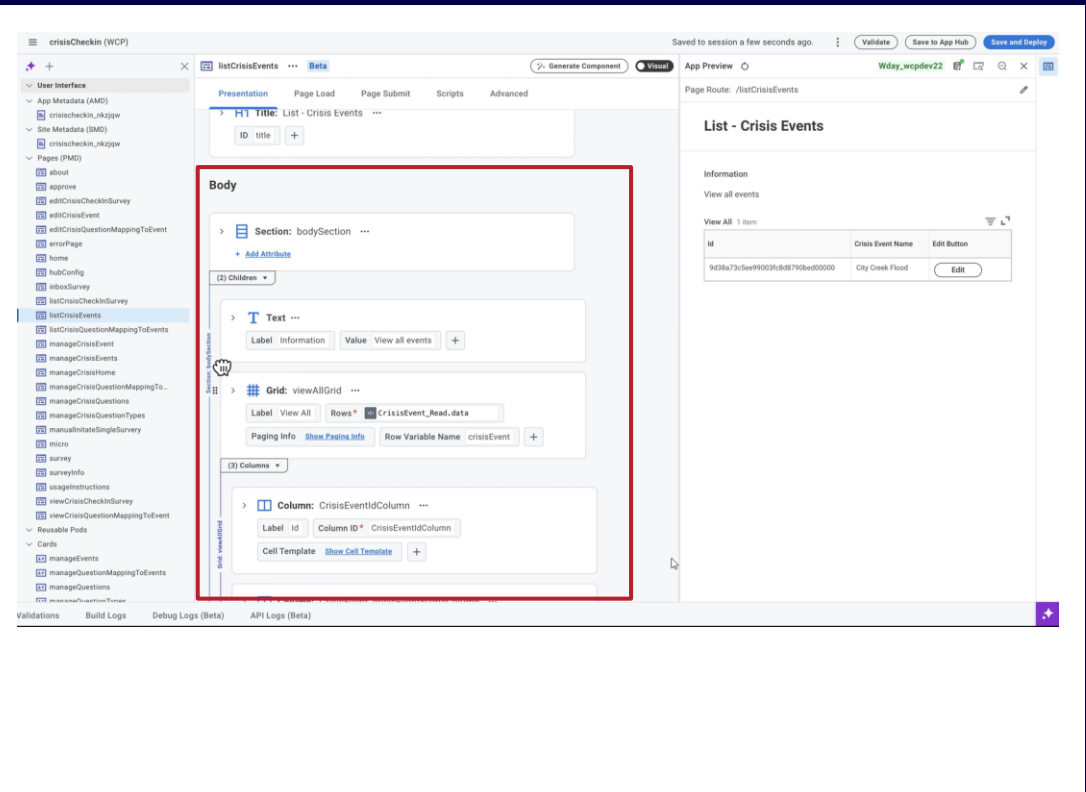 crisisCheckin (WCP)
Saved to session a few seconds ago.
Validate
Save to App Hub
Save and Deploy
User Interface
App Metadata (AMD)
crisischeckin_nkzjqw
Site Metadata (SMD)
crisischeckin_nkzjqw
Pages (PMD)
about
approve
editCrisisCheckInSurvey
editCrisisEvent
editCrisisQuestionMappingToEvent
errorPage
home
hubConfig
inboxSurvey
listCrisisCheckInSurvey
listCrisisEvents
listCrisisQuestionMappingToEvents
manageCrisisEvent
manageCrisisEvents
manageCrisisHome
manageCrisisQuestionMappingTo...
manageCrisisQuestions
manageCrisisQuestionTypes
manualInitateSingleSurvery
micro
survey
surveyInfo
usageInstructions
viewCrisisCheckInSurvey
viewCrisisQuestionMappingToEvent
Reusable Pods
Cards
manageEvents
manageQuestionMappingToEvents
manageQuestions
manageQuestionTypes
listCrisisEvents
Beta
Generate Component
Visual
Presentation
Page Load
Page Submit
Scripts
Advanced
H1 Title: List - Crisis Events
ID title
Body
Section: bodySection
+ Add Attribute
(2) Children
Section: bodySection
Text
Label Information
Value View all events
Grid: viewAllGrid
Label View All
Rows* CrisisEvent_Read.data
Paging Info Show Paging Info
Row Variable Name crisisEvent
(3) Columns
Grid: viewAllGrid
Column: CrisisEventIdColumn
Label Id
Column ID* CrisisEventIdColumn
Cell Template Show Cell Template
App Preview
Wday_wcpdev22
Page Route: /listCrisisEvents
List - Crisis Events
Information
View all events
View All 1 item
Id
Crisis Event Name
Edit Button
9d38a73c5ee99003fc8d8790bed00000
City Creek Flood
Edit
Validations
Build Logs
Debug Logs (Beta)
API Logs (Beta)